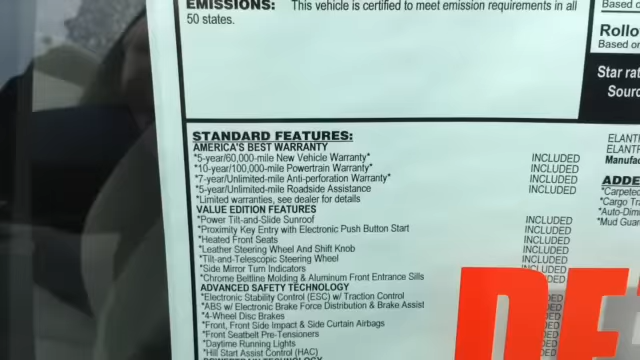 EMISSIONS: This vehicle is certified to meet emission requirements in all
50 states.
Based
Rollo
Based on
Star rat
Sourc
STANDARD FEATURES:
AMERICA'S BEST WARRANTY
*5-year/60,000-mile New Vehicle Warranty* INCLUDED
*10-year/100,000-mile Powertrain Warranty* INCLUDED
*7-year/Unlimited-mile Anti-perforation Warranty* INCLUDED
*5-year/Unlimited-mile Roadside Assistance INCLUDED
*Limited warranties, see dealer for details
VALUE EDITION FEATURES
*Power Tilt-and-Slide Sunroof INCLUDED
*Proximity Key Entry with Electronic Push Button Start INCLUDED
*Heated Front Seats INCLUDED
*Leather Steering Wheel And Shift Knob INCLUDED
*Tilt-and-Telescopic Steering Wheel INCLUDED
*Side Mirror Turn Indicators INCLUDED
*Chrome Beltline Molding & Aluminum Front Entrance Sills
ADVANCED SAFETY TECHNOLOGY
*Electronic Stability Control (ESC) w/ Traction Control
*ABS w/ Electronic Brake Force Distribution & Brake Assist
*4-Wheel Disc Brakes
*Front, Front Side Impact & Side Curtain Airbags
*Front Seatbelt Pre-Tensioners
*Daytime Running Lights
*Hill Start Assist Control (HAC)
ELANT
ELANTR
Manufac
ADDE
*Carpeted
*Cargo Tra
*Auto-Dim
*Mud Guar